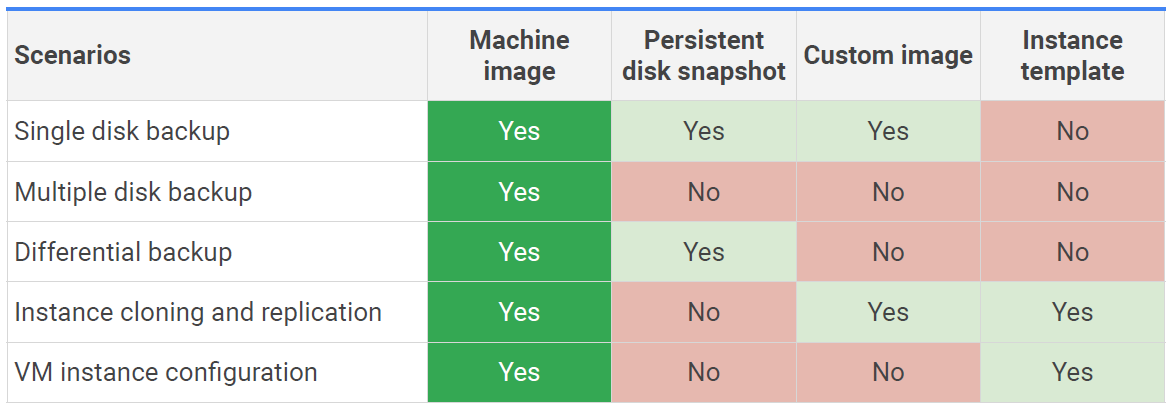 Scenarios
Machine
image
Persistent
disk snapshot
Custom image
Instance
template
Single disk backup
Yes
Yes
Yes
No
Multiple disk backup
Yes
No
No
No
Differential backup
Yes
Yes
No
No
Instance cloning and replication
Yes
No
Yes
Yes
VM instance configuration
Yes
No
No
Yes